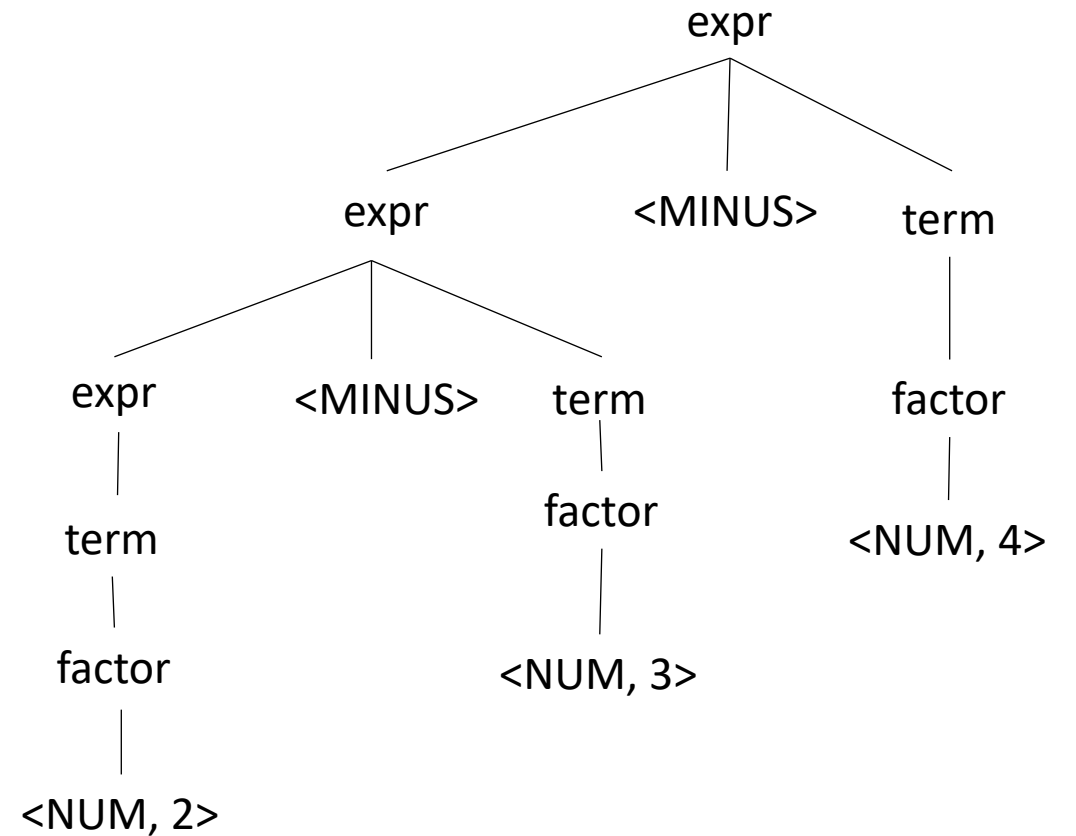 expr
expr <MINUS> term
expr <MINUS> term factor
factor
term <NUM, 4>
factor <NUM, 3>
<NUM, 2>